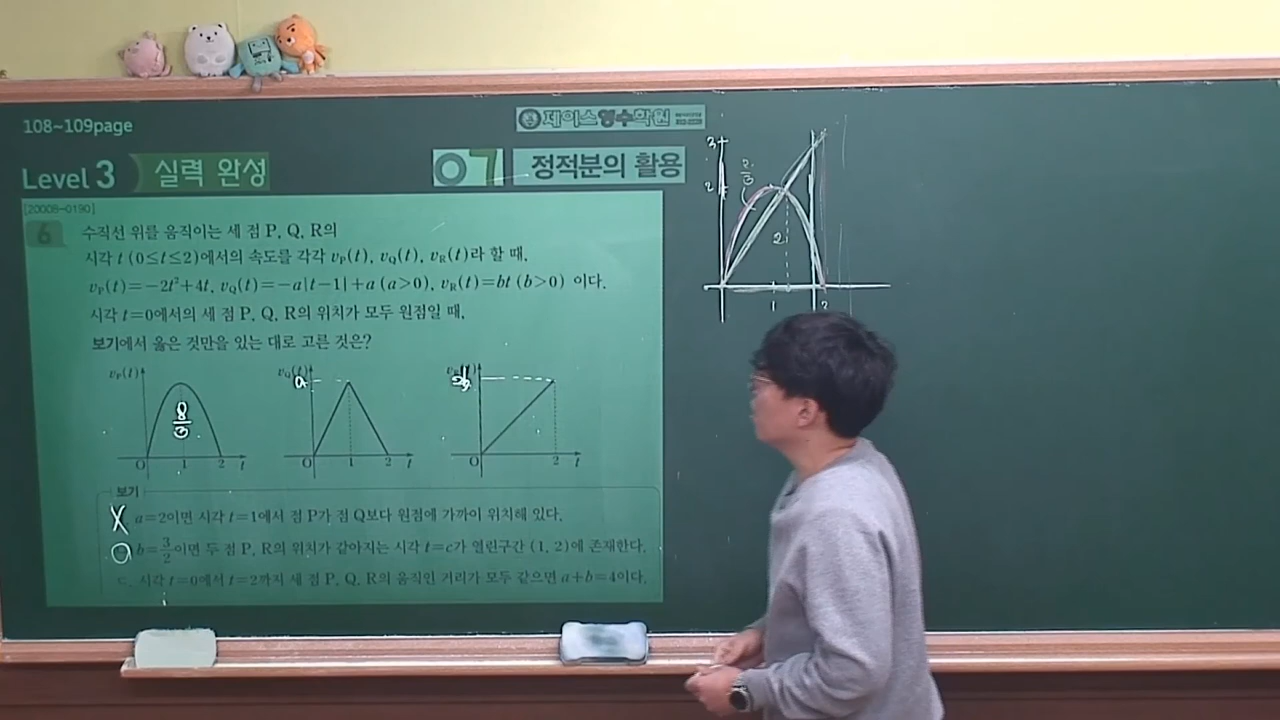 108~109page
제이스영수학원
Level 3 실력 완성
07 정적분의 활용
[20008-0190]
6 수직선 위를 움직이는 세 점 P, Q, R의
시각 t (0≤t≤2)에서의 속도를 각각 vP(t), vQ(t), vR(t)라 할 때,
vP(t)=-2t²+4t, vQ(t)=-a|t-1|+a (a>0), vR(t)=bt (b>0) 이다.
시각 t=0에서의 세 점 P, Q, R의 위치가 모두 원점일 때,
보기에서 옳은 것만을 있는 대로 고른 것은?
vP(t) 8/3 O 1 2 t
vQ(t) a O 1 2 t
O 2 t
보기
X a=2이면 시각 t=1에서 점 P가 점 Q보다 원점에 가까이 위치해 있다.
b=3/2이면 두 점 P, R의 위치가 같아지는 시각 t=c가 열린구간 (1, 2)에 존재한다.
ㄷ. 시각 t=0에서 t=2까지 세 점 P, Q, R의 움직인 거리가 모두 같으면 a+b=4이다.
3
2
2
1 2